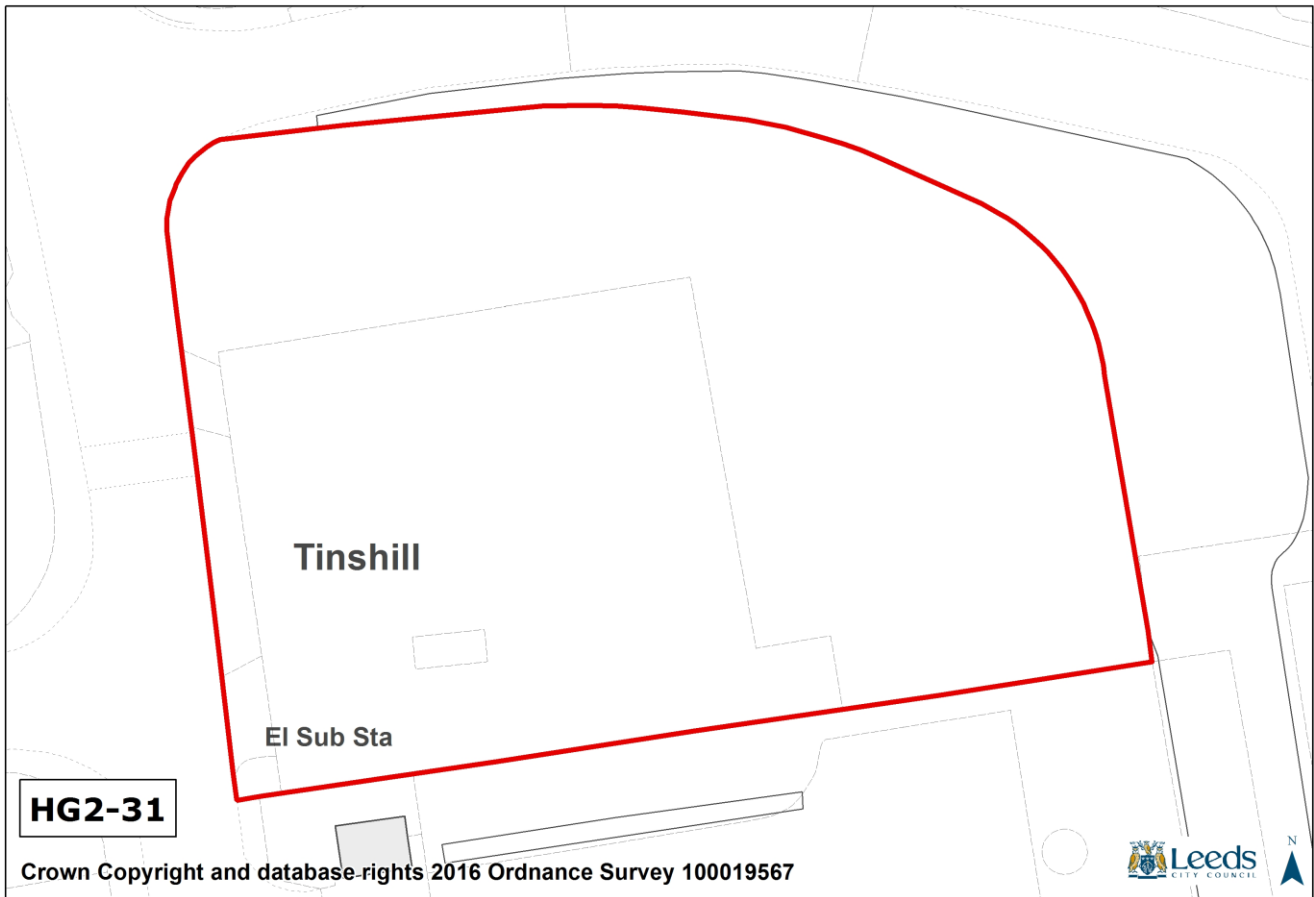 Tinshill
El Sub Sta
HG2-31
Crown Copyright and database rights 2016 Ordnance Survey 100019567
Leeds
CITY COUNCIL
N